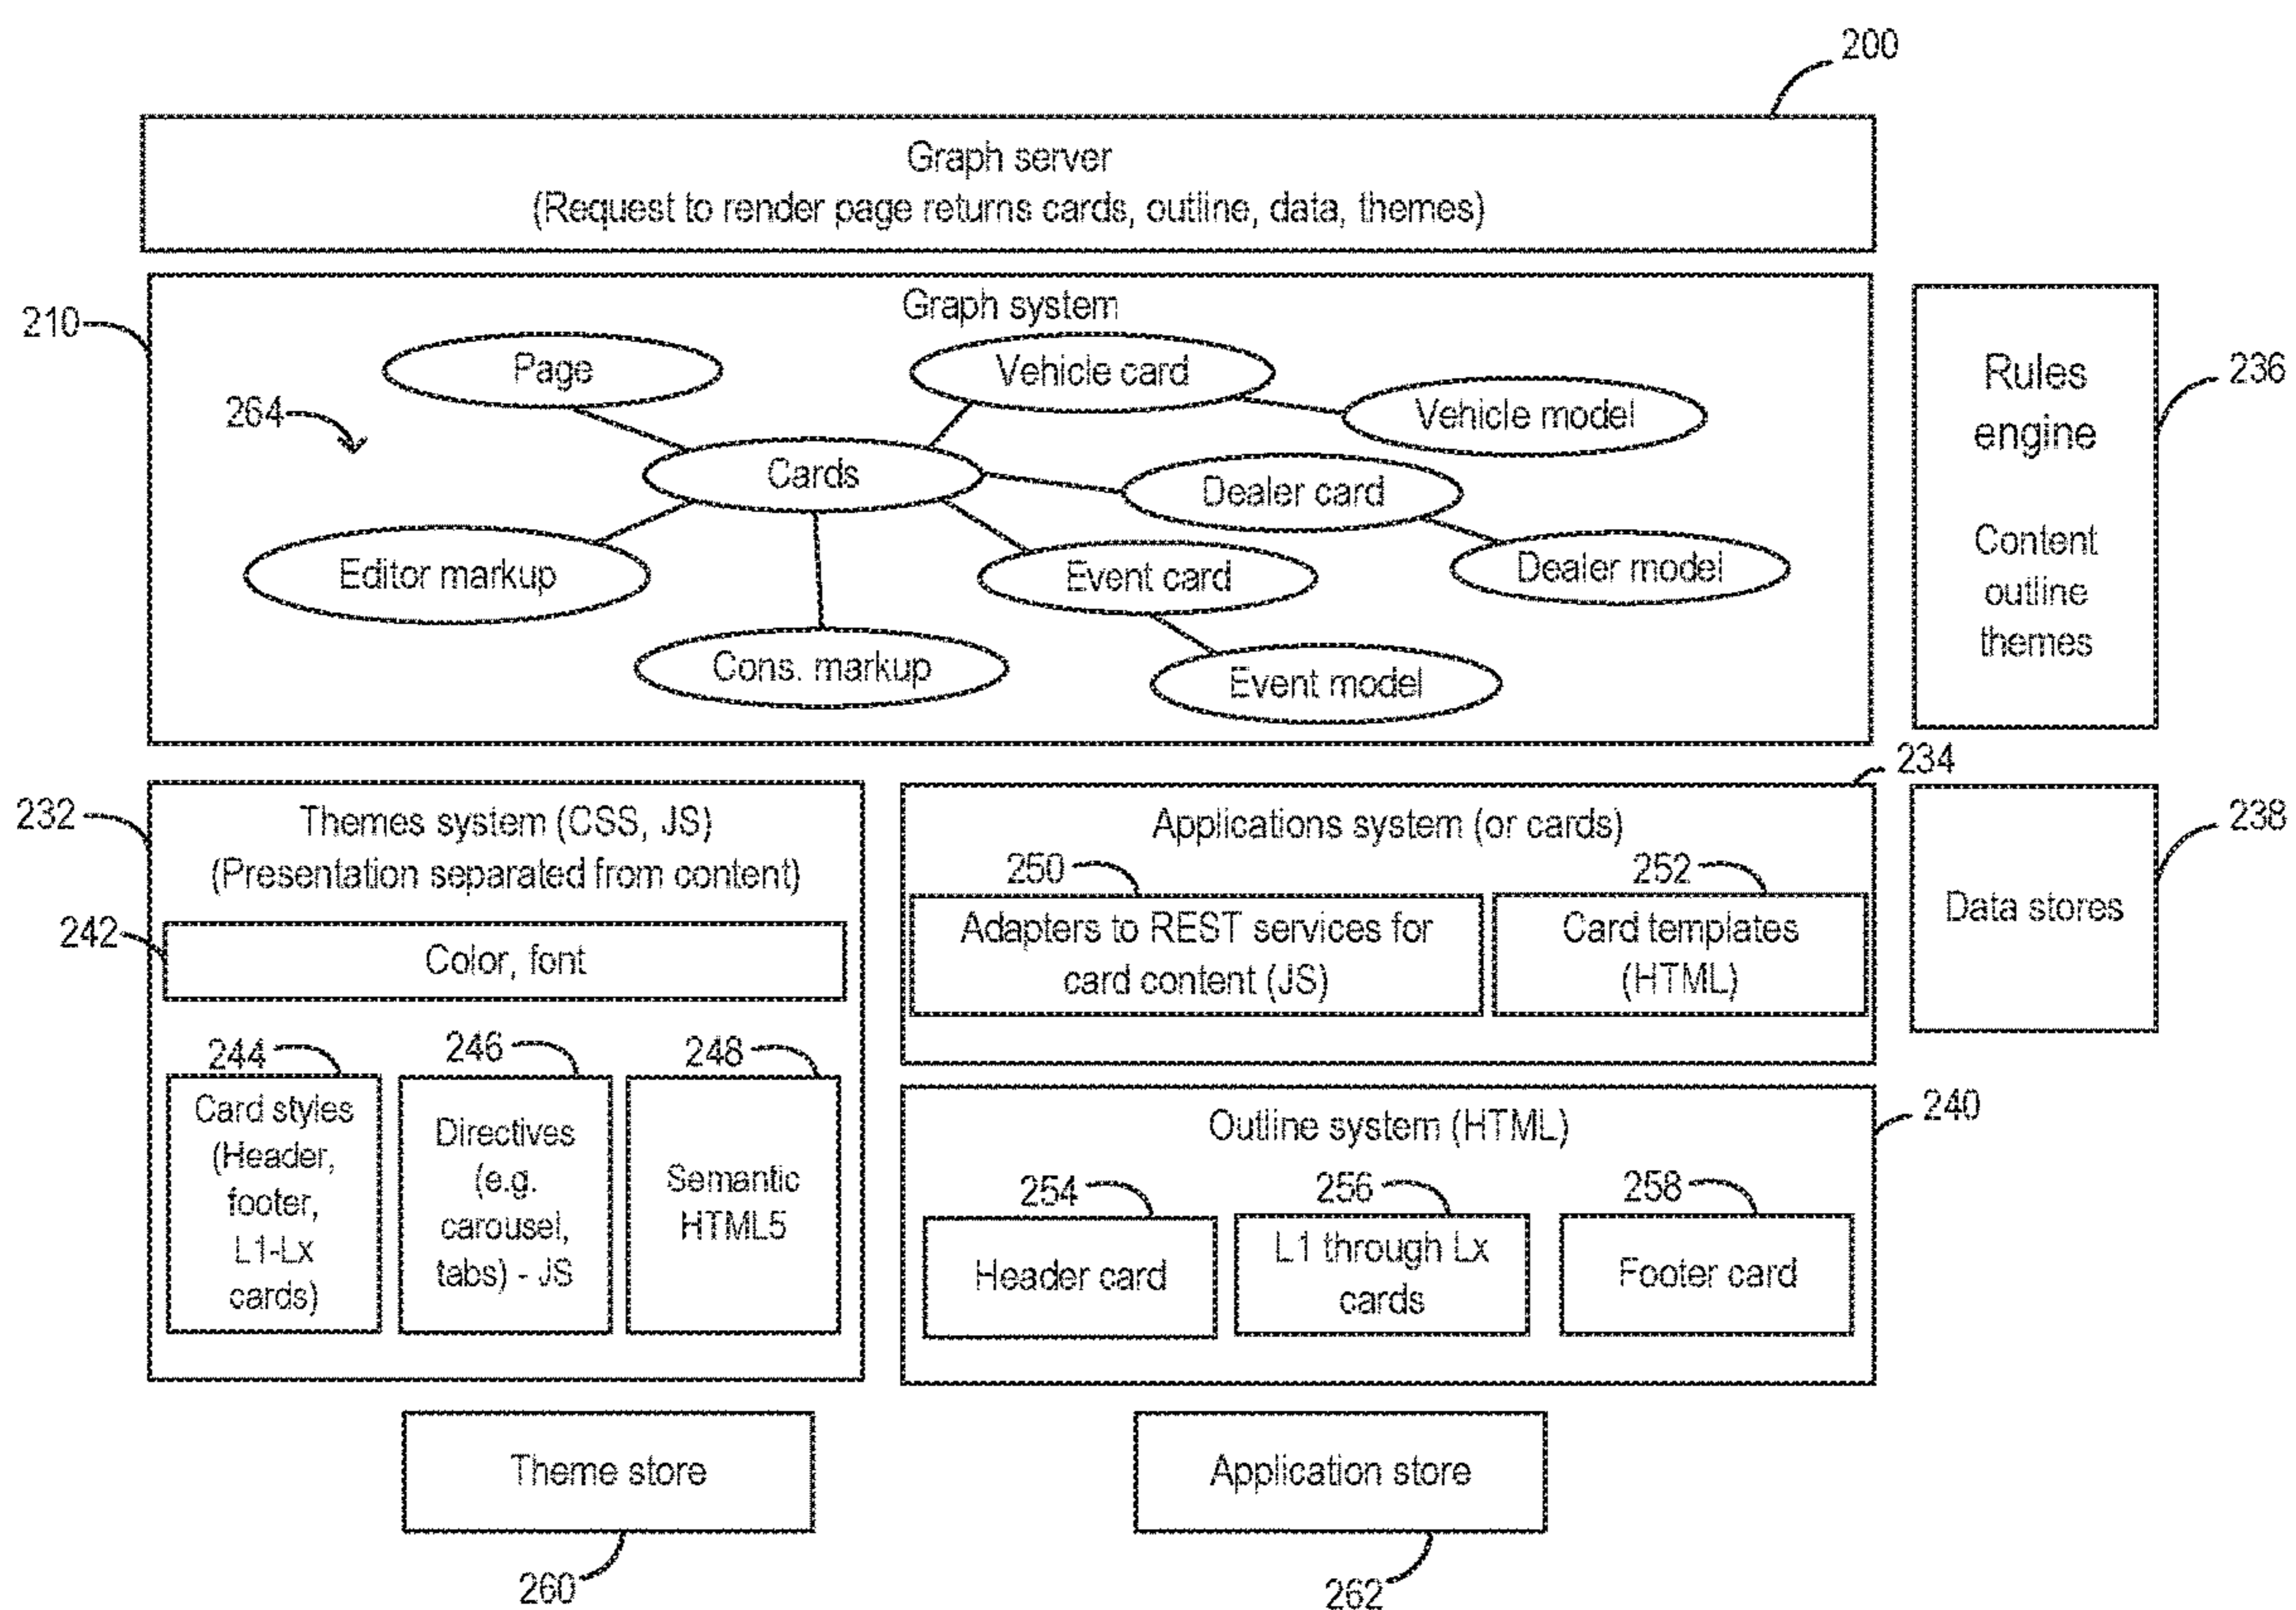 200
Graph server
(Request to render page returns cards, outline, data, themes)
210
Graph system
264
Page
Vehicle card
Vehicle model
Cards
Dealer card
Dealer model
Editor markup
Event card
Cons. markup
Event model
Rules
engine
Content
outline
themes
236
232
Themes system (CSS, JS)
(Presentation separated from content)
242
Color, font
244
Card styles
(Header,
footer,
L1-Lx
cards)
246
Directives
(e.g.
carousel,
tabs) - JS
248
Semantic
HTML5
234
Applications system (or cards)
250
Adapters to REST services for
card content (JS)
252
Card templates
(HTML)
Data stores
238
240
Outline system (HTML)
254
Header card
256
L1 through Lx
cards
258
Footer card
Theme store
260
Application store
262